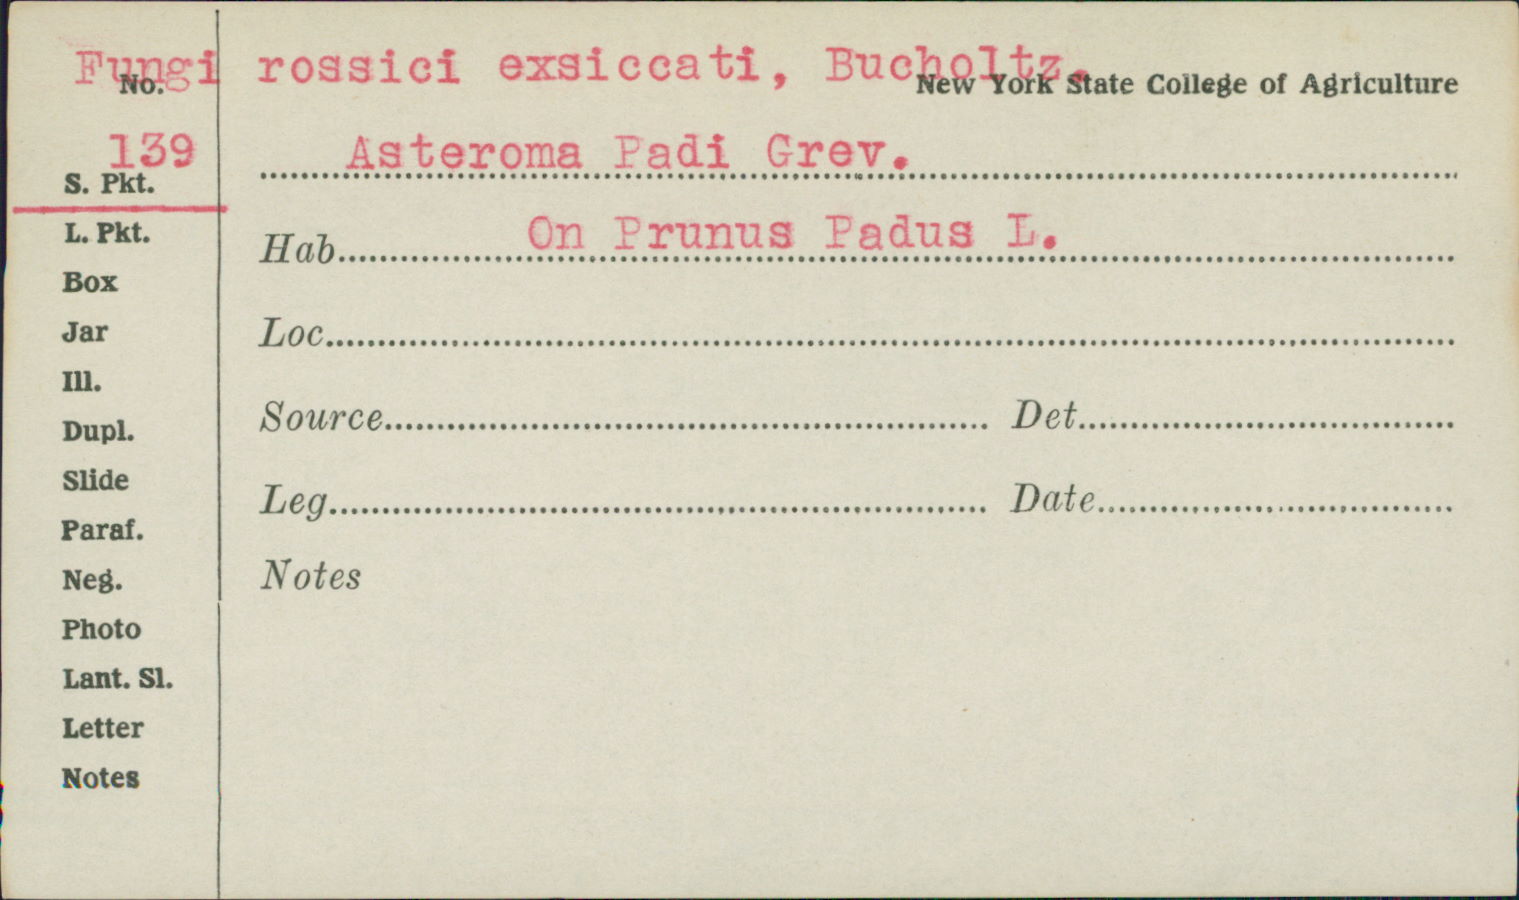 Fungi rossici exsiccati, Bucholtz.
No.
New York State College of Agriculture
139
Asteroma Padi Grev.
S. Pkt.
L. Pkt.
Hab. On Prunus Padus L.
Box
Jar
Loc.
Ill.
Dupl.
Source
Det.
Slide
Leg.
Date
Paraf.
Neg.
Notes
Photo
Lant. Sl.
Letter
Notes